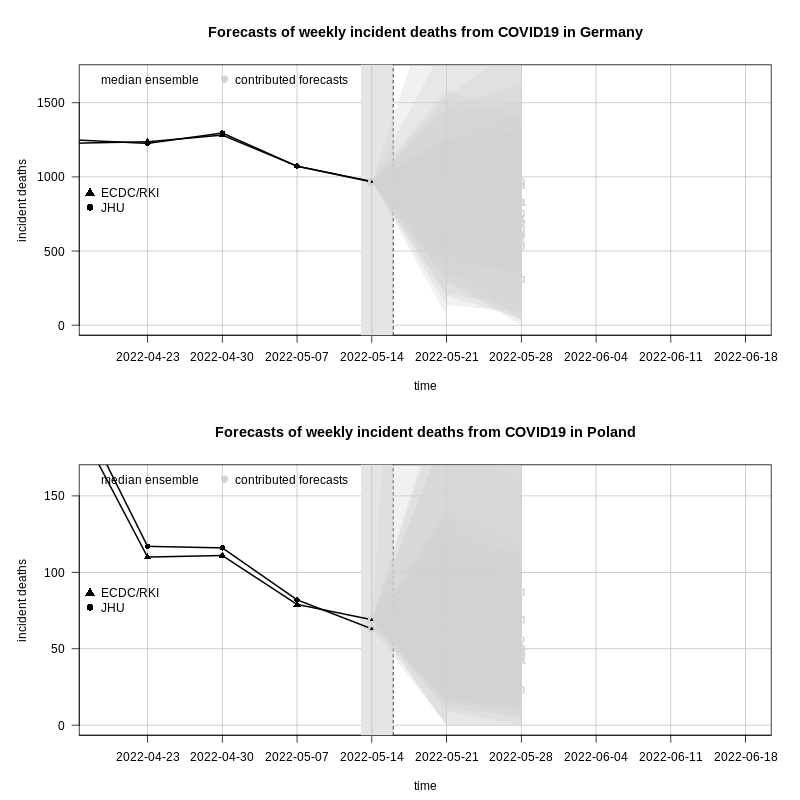 Forecasts of weekly incident deaths from COVID19 in Germany
median ensemble contributed forecasts
1500
1000
ECDC/RKI
JHU
500
0
incident deaths
2022-04-23 2022-04-30 2022-05-07 2022-05-14 2022-05-21 2022-05-28 2022-06-04 2022-06-11 2022-06-18
time
Forecasts of weekly incident deaths from COVID19 in Poland
median ensemble contributed forecasts
150
100
ECDC/RKI
JHU
50
0
incident deaths
2022-04-23 2022-04-30 2022-05-07 2022-05-14 2022-05-21 2022-05-28 2022-06-04 2022-06-11 2022-06-18
time